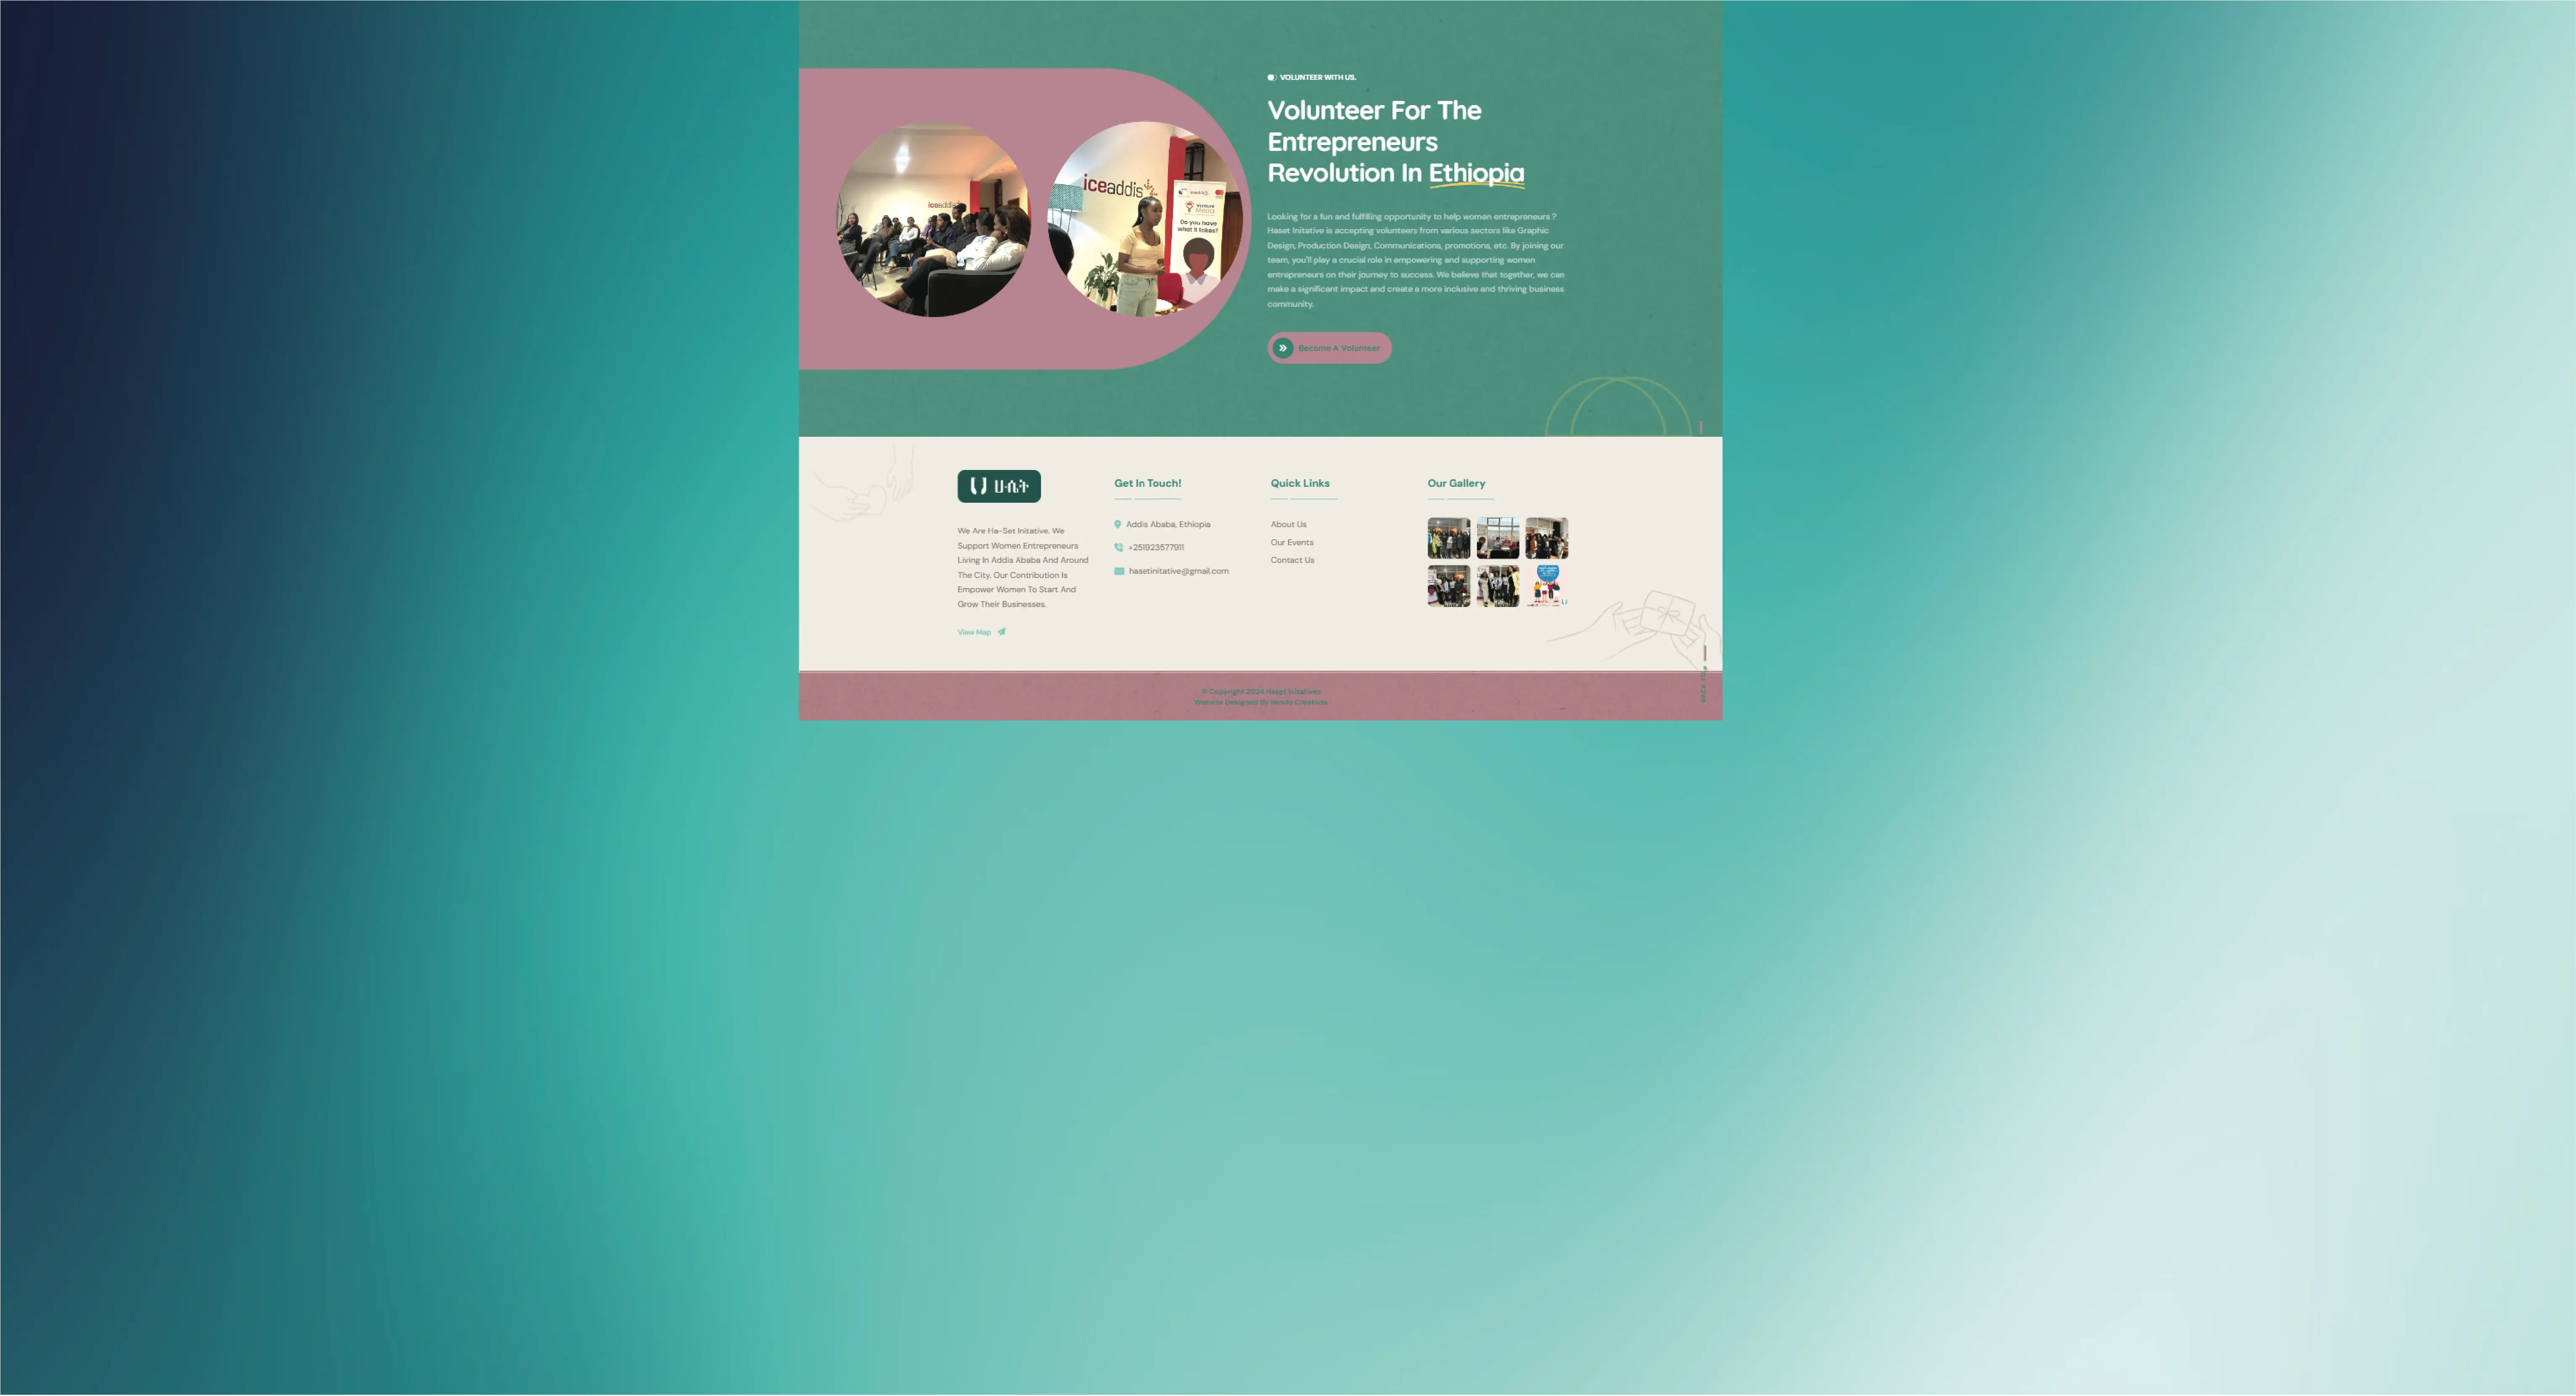 VOLUNTEER WITH US.
Volunteer For The
Entrepreneurs
Revolution In Ethiopia
Looking for a fun and fulfilling opportunity to help women entrepreneurs ?
Haset Initative is accepting volunteers from various sectors like Graphic
Design, Production Design, Communications, promotions, etc. By joining our
team, you'll play a crucial role in empowering and supporting women
entrepreneurs on their journey to success. We believe that together, we can
make a significant impact and create a more inclusive and thriving business
community.
Become A Volunteer
iceaddis
iceaddis
Venture
Meda
Do you have
what it takes?
ሀሴት
We Are Ha-Set Initative. We
Support Women Entrepreneurs
Living In Addis Ababa And Around
The City. Our Contribution Is
Empower Women To Start And
Grow Their Businesses.
View Map
Get In Touch!
Addis Ababa, Ethiopia
+251923577911
hasetinitative@gmail.com
Quick Links
About Us
Our Events
Contact Us
Our Gallery
© Copyright 2024 Haset Initatives
Website Designed By Creatives
BACK